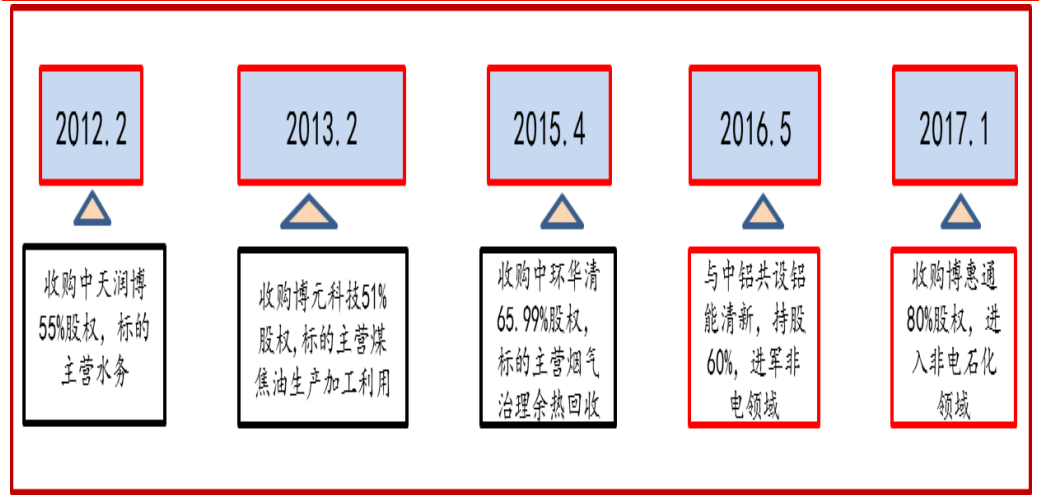 2012.2
2013.2
2015.4
2016.5
2017.1
收购中天润博
55%股权，标的
主营水务
收购博元科技51%
股权,标的主营煤
焦油生产加工利用
收购中环华清
65.99%股权,
标的主营烟气
治理余热回收
与中铝共设铝
能清新，持股
60%，进军非
电领域
收购博惠通
80%股权，进
入非电石化
领域